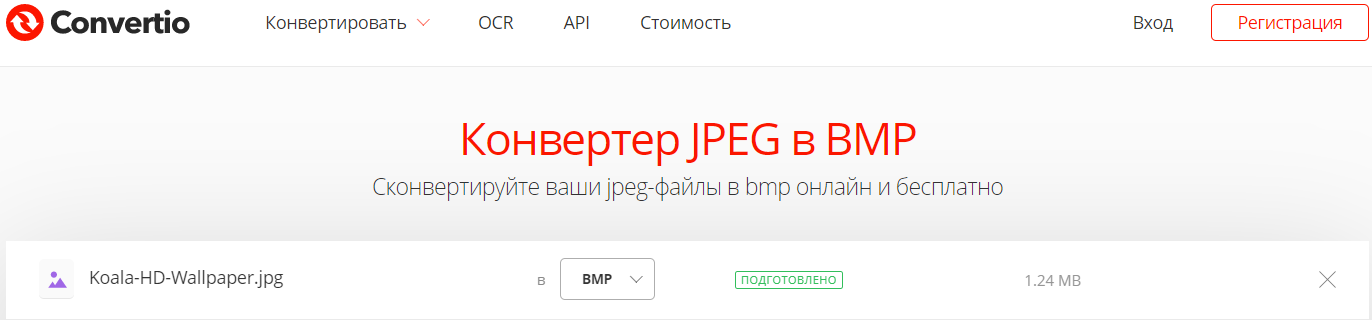 Convertio Конвертировать OCR API Стоимость Вход Регистрация
Конвертер JPEG в BMP
Сконвертируйте ваши jpeg-файлы в bmp онлайн и бесплатно
Koala-HD-Wallpaper.jpg в BMP ПОДГОТОВЛЕНО 1.24 MB